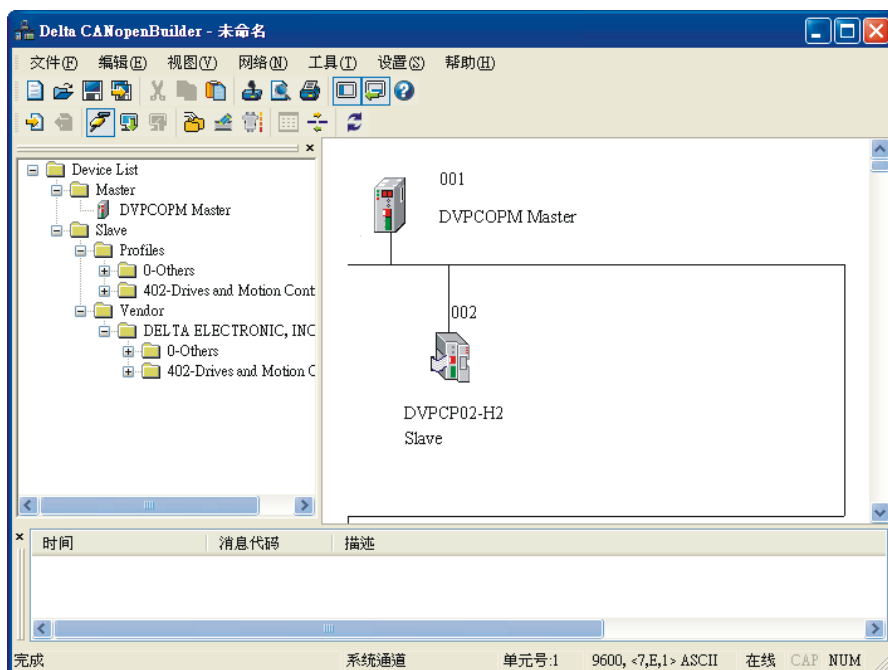 Delta CANopenBuilder - 未命名
文件(F) 编辑(E) 视图(V) 网络(N) 工具(T) 设置(S) 帮助(H)
Device List
Master
DVPCOPM Master
Slave
Profiles
0-Others
402-Drives and Motion Cont
Vendor
DELTA ELECTRONIC, INC
0-Others
402-Drives and Motion C
001
DVPCOPM Master
002
DVPCP02-H2
Slave
时间 消息代码 描述
完成 系统通道 单元号:1 9600, <7,E,1> ASCII 在线 CAP NUM